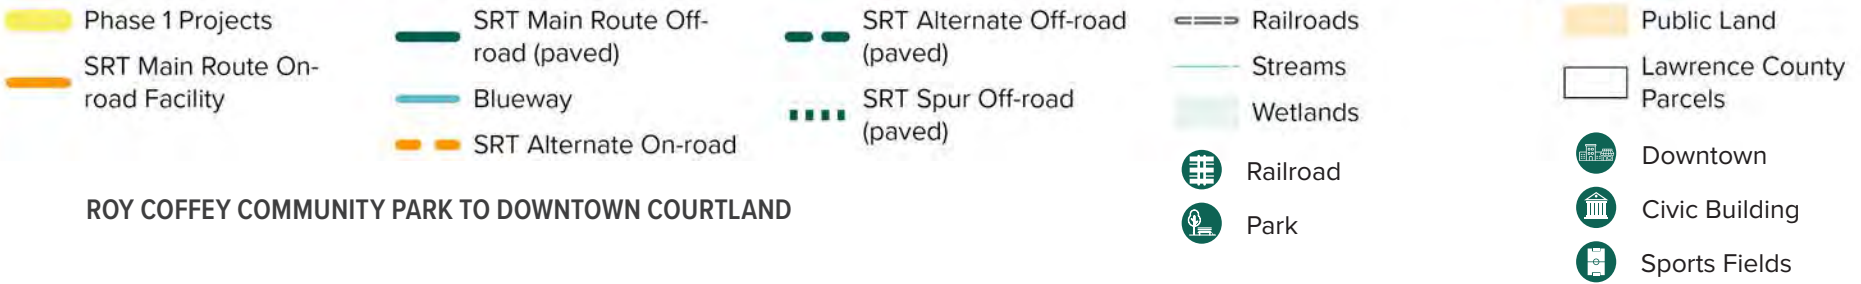 Phase 1 Projects
SRT Main Route On-
road Facility
SRT Main Route Off-
road (paved)
Blueway
SRT Alternate On-road
SRT Alternate Off-road
(paved)
SRT Spur Off-road
(paved)
Railroads
Streams
Wetlands
Railroad
Park
Public Land
Lawrence County
Parcels
Downtown
Civic Building
Sports Fields
ROY COFFEY COMMUNITY PARK TO DOWNTOWN COURTLAND